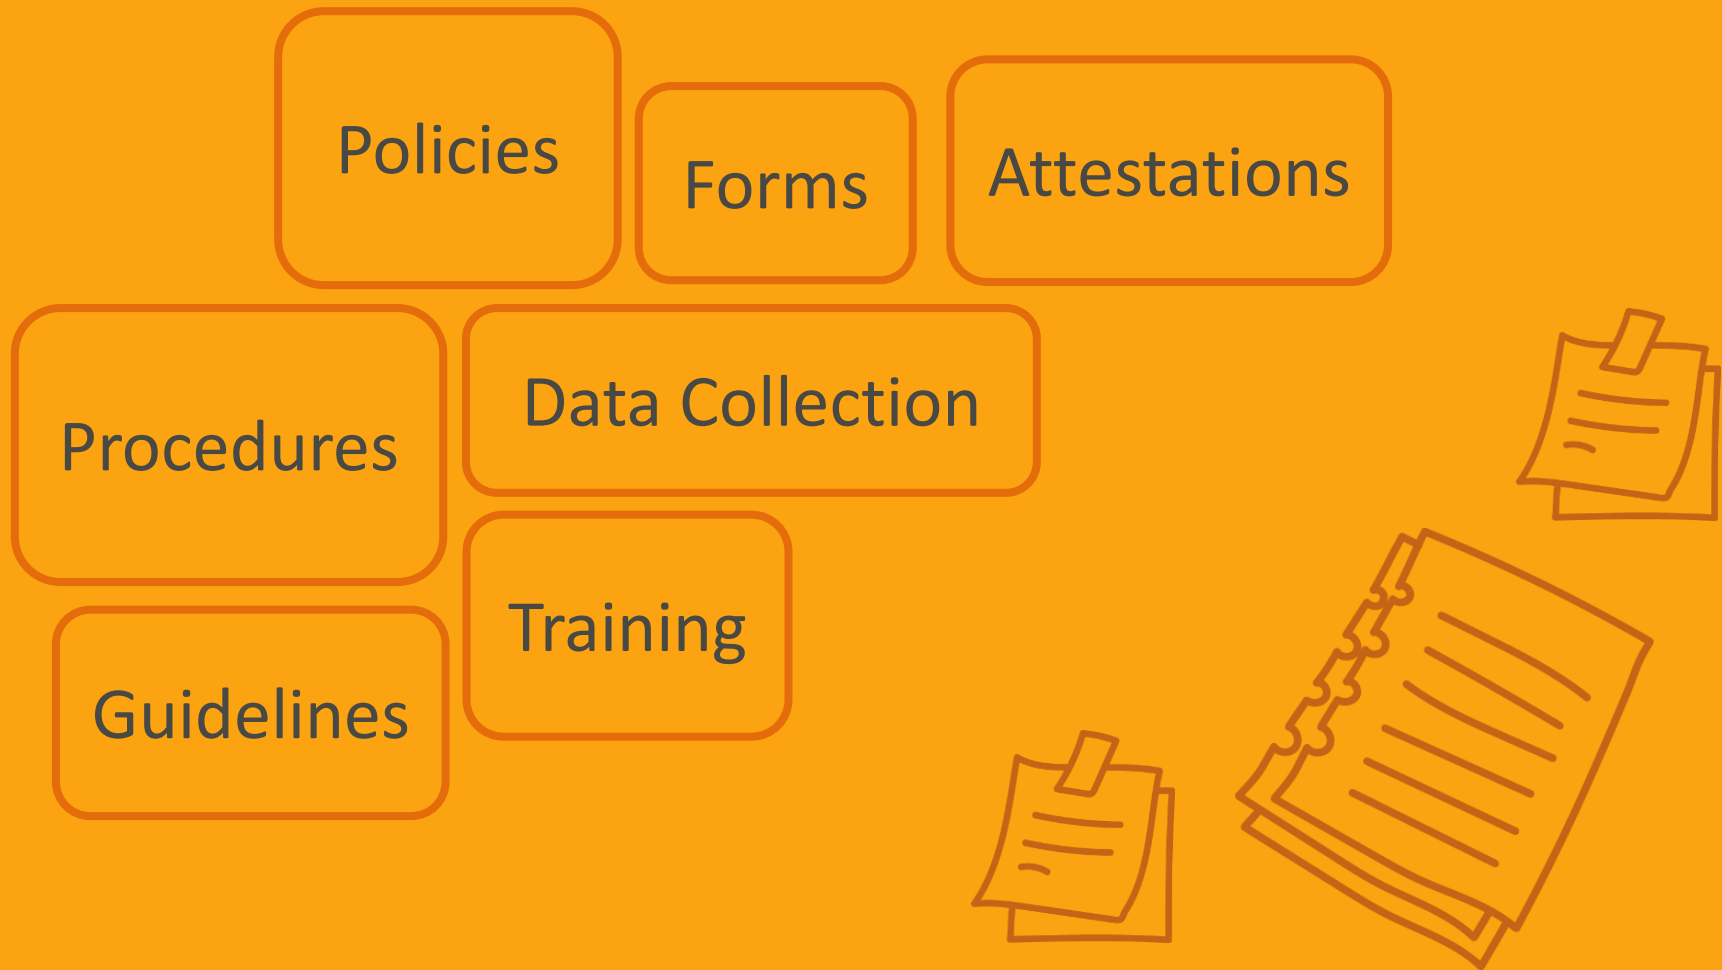 Policies
Forms
Attestations
Procedures
Data Collection
Training
Guidelines